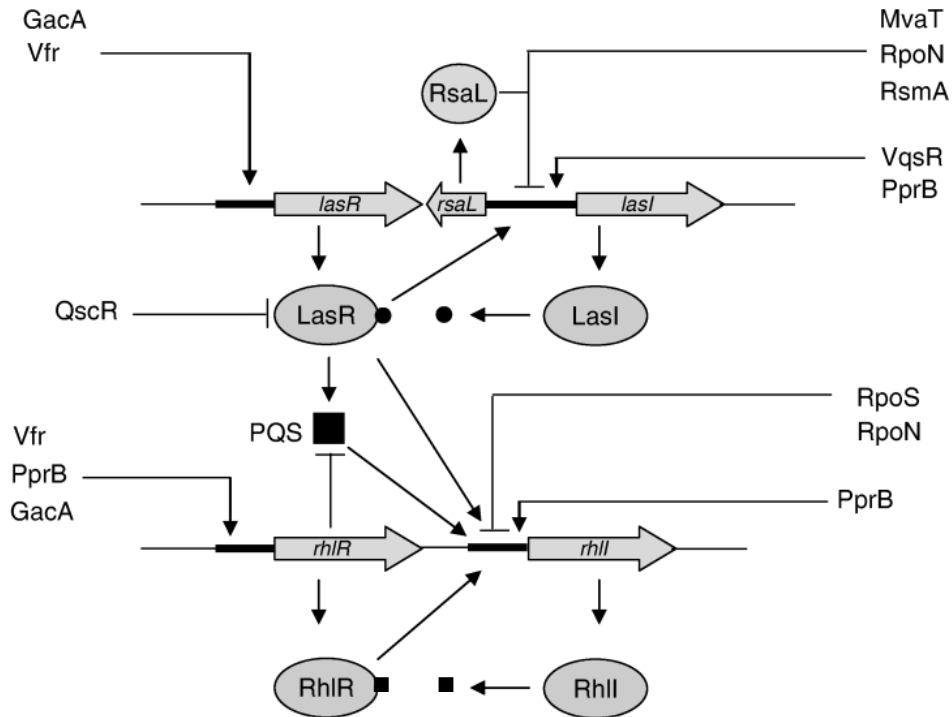 GacA
Vfr
MvaT
RpoN
RsmA
RsaL
VqsR
PprB
lasR
rsaL
lasI
QscR
LasR
LasI
PQS
RpoS
RpoN
Vfr
PprB
GacA
PprB
rhlR
rhlI
RhlR
RhlI